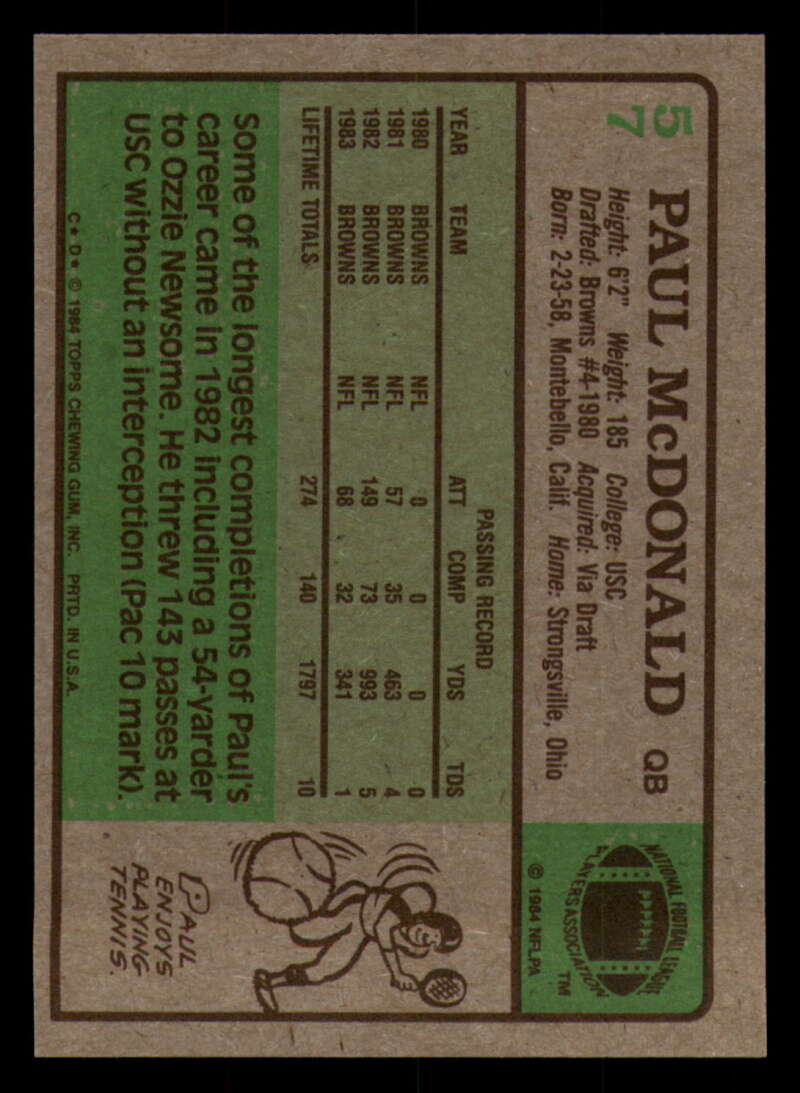 57
PAUL McDONALD QB
Height: 6'2" Weight: 185 College: USC
Drafted: Browns #4-1980 Acquired: Via Draft
Born: 2-23-58, Montebello, Calif. Home: Strongsville, Ohio
NATIONAL FOOTBALL LEAGUE
PLAYERS ASSOCIATION
TM
© 1984 NFLPA
PASSING RECORD
YEAR TEAM ATT COMP YDS TDS
1980 BROWNS NFL 0 0 0 0
1981 BROWNS NFL 57 35 463 4
1982 BROWNS NFL 149 73 993 5
1983 BROWNS NFL 68 32 341 1
LIFETIME TOTALS 274 140 1797 10
Some of the longest completions of Paul's
career came in 1982 including a 54-yarder
to Ozzie Newsome. He threw 143 passes at
USC without an interception (Pac 10 mark).
C★ D★ © 1984 TOPPS CHEWING GUM, INC. PRTD. IN U.S.A.
PAUL
ENJOYS
PLAYING
TENNIS.